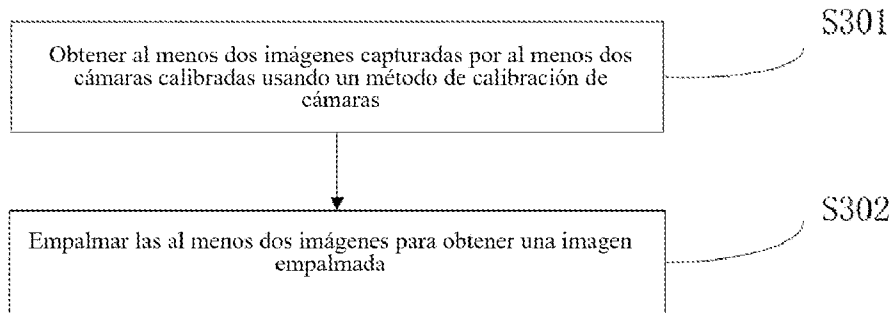 S301
Obtener al menos dos imágenes capturadas por al menos dos
cámaras calibradas usando un método de calibración de
cámaras
S302
Empalmar las al menos dos imágenes para obtener una imagen
empalmada